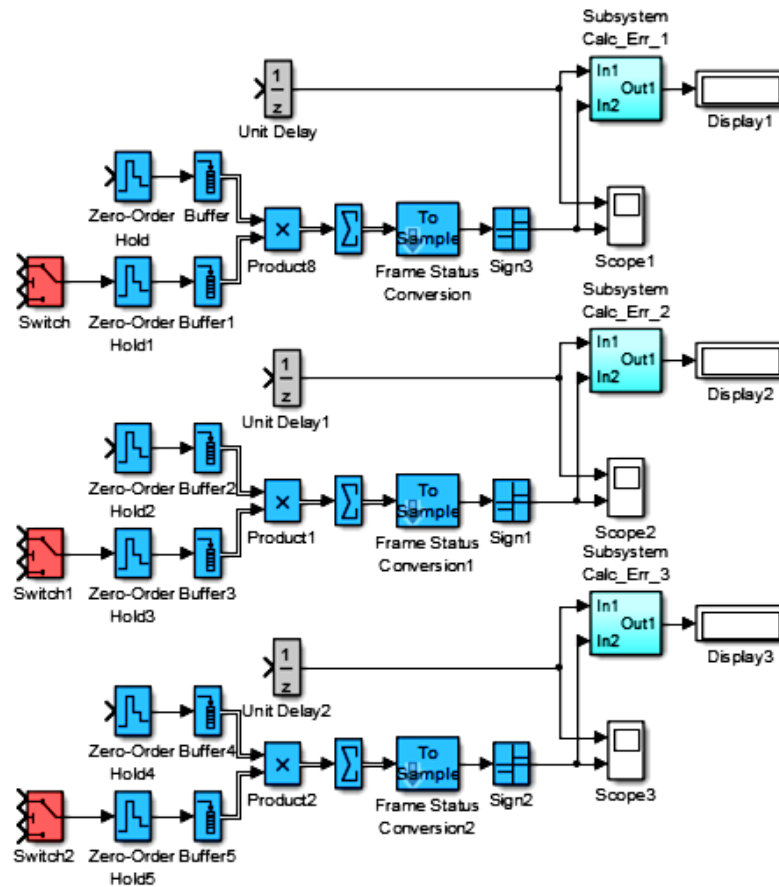 Subsystem
Calc_Err_1
In1
Out1
In2
Display1
1
z
Unit Delay
Zero-Order
Hold
Buffer
×
Product8
Σ
To
Sample
Frame Status
Conversion
Sign3
Scope1
Switch
Zero-Order
Hold1
Buffer1
Subsystem
Calc_Err_2
In1
Out1
In2
Display2
1
z
Unit Delay1
Zero-Order
Hold2
Buffer2
×
Product1
Σ
To
Sample
Frame Status
Conversion1
Sign1
Scope2
Switch1
Zero-Order
Hold3
Buffer3
Subsystem
Calc_Err_3
In1
Out1
In2
Display3
1
z
Unit Delay2
Zero-Order
Hold4
Buffer4
×
Product2
Σ
To
Sample
Frame Status
Conversion2
Sign2
Scope3
Switch2
Zero-Order
Hold5
Buffer5